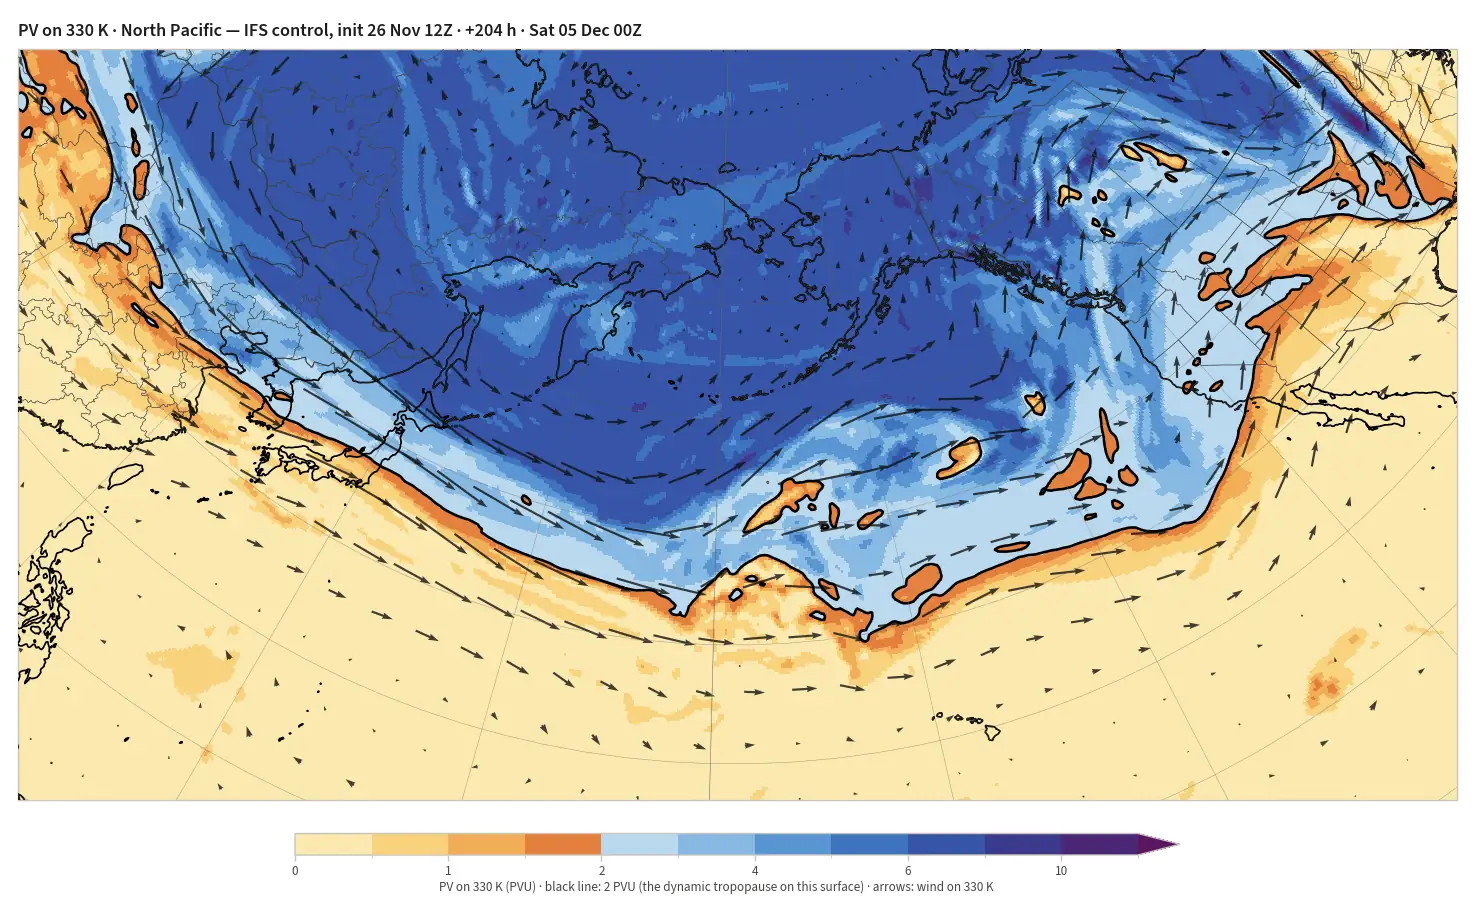 PV on 330 K · North Pacific — IFS control, init 26 Nov 12Z · +204 h · Sat 05 Dec 00Z
0 1 2 4 6 10
PV on 330 K (PVU) · black line: 2 PVU (the dynamic tropopause on this surface) · arrows: wind on 330 K